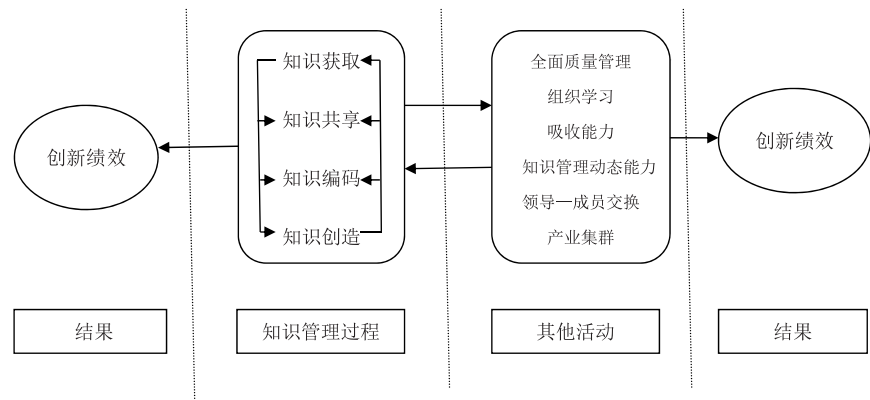 创新绩效
知识获取
知识共享
知识编码
知识创造
全面质量管理
组织学习
吸收能力
知识管理动态能力
领导—成员交换
产业集群
创新绩效
结果
知识管理过程
其他活动
结果